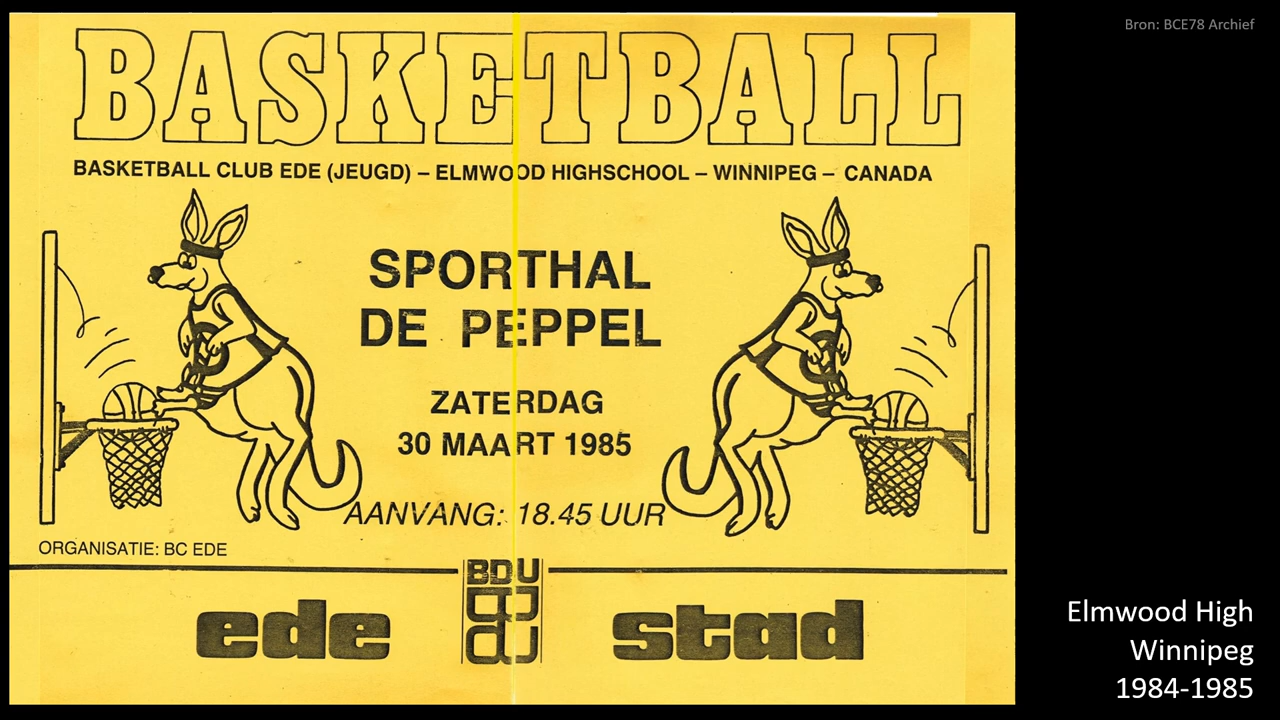 Bron: BCE78 Archief
BASKETBALL
BASKETBALL CLUB EDE (JEUGD) – ELMWOOD HIGHSCHOOL – WINNIPEG – CANADA
SPORTHAL
DE PEPPEL
ZATERDAG
30 MAART 1985
AANVANG: 18.45 UUR
ORGANISATIE: BC EDE
BDU
ede stad
Elmwood High
Winnipeg
1984-1985